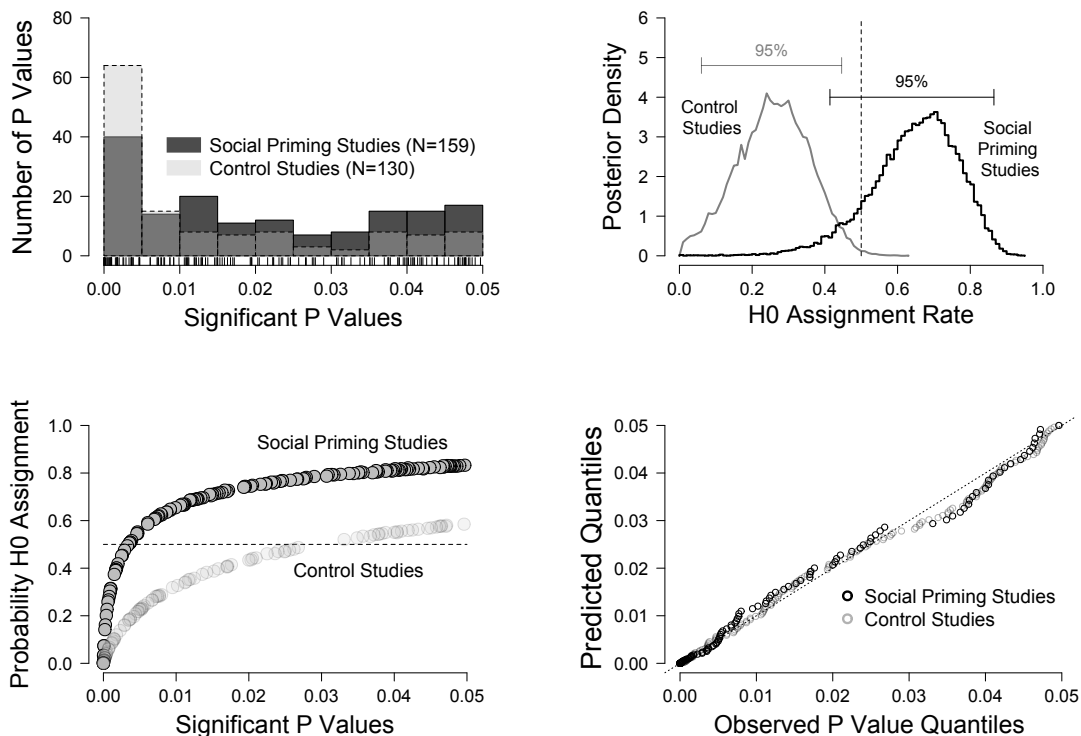 Number of P Values
80
60
40
20
0
Social Priming Studies (N=159)
Control Studies (N=130)
0.00 0.01 0.02 0.03 0.04 0.05
Significant P Values
Posterior Density
6
5
4
3
2
1
0
95%
95%
Control
Studies
Social
Priming
Studies
0.0 0.2 0.4 0.6 0.8 1.0
H0 Assignment Rate
Probability H0 Assignment
1.0
0.8
0.6
0.4
0.2
0.0
Social Priming Studies
Control Studies
0.00 0.01 0.02 0.03 0.04 0.05
Significant P Values
Predicted Quantiles
0.05
0.04
0.03
0.02
0.01
0.00
Social Priming Studies
Control Studies
0.00 0.01 0.02 0.03 0.04 0.05
Observed P Value Quantiles